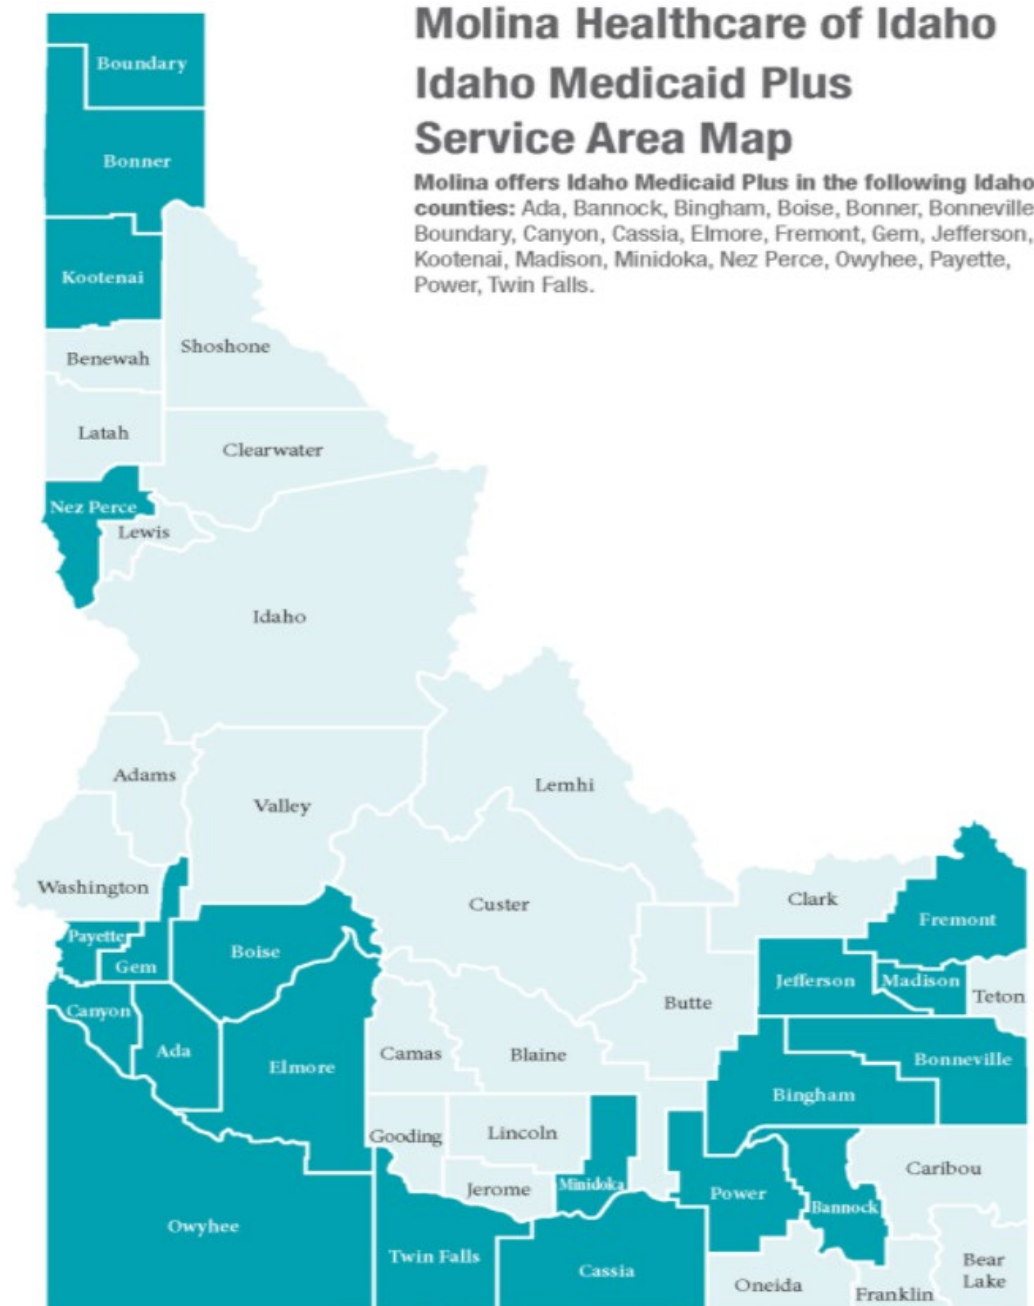 Molina Healthcare of Idaho
Idaho Medicaid Plus
Service Area Map
Molina offers Idaho Medicaid Plus in the following Idaho
counties: Ada, Bannock, Bingham, Boise, Bonner, Bonneville
Boundary, Canyon, Cassia, Elmore, Fremont, Gem, Jefferson,
Kootenai, Madison, Minidoka, Nez Perce, Owyhee, Payette,
Power, Twin Falls.
Boundary
Bonner
Kootenai
Benewah
Shoshone
Latah
Clearwater
Nez Perce
Lewis
Idaho
Adams
Valley
Lemhi
Washington
Custer
Clark
Fremont
Payette
Gem
Boise
Jefferson
Madison
Teton
Canyon
Butte
Ada
Elmore
Camas
Blaine
Bonneville
Bingham
Gooding
Lincoln
Caribou
Jerome
Minidoka
Power
Bannock
Owyhee
Twin Falls
Cassia
Oneida
Franklin
Bear
Lake